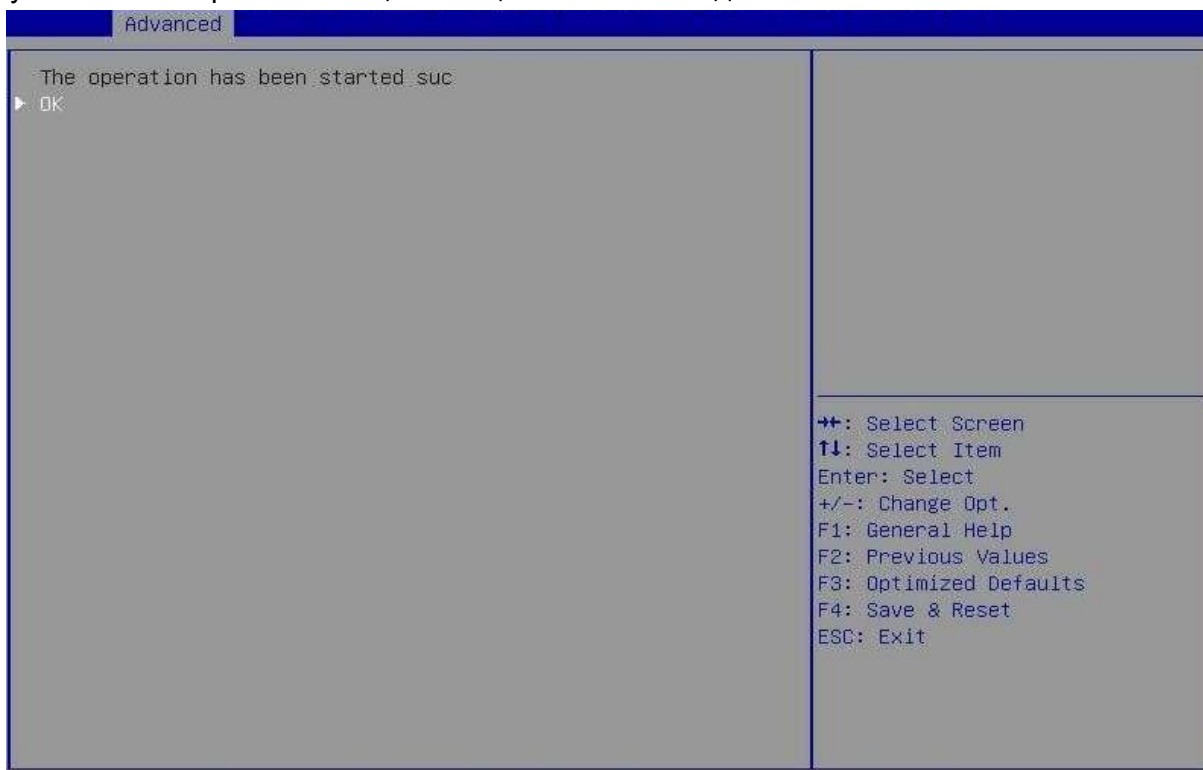 Advanced
The operation has been started suc
► OK
→←: Select Screen
↑↓: Select Item
Enter: Select
+/-: Change Opt.
F1: General Help
F2: Previous Values
F3: Optimized Defaults
F4: Save & Reset
ESC: Exit